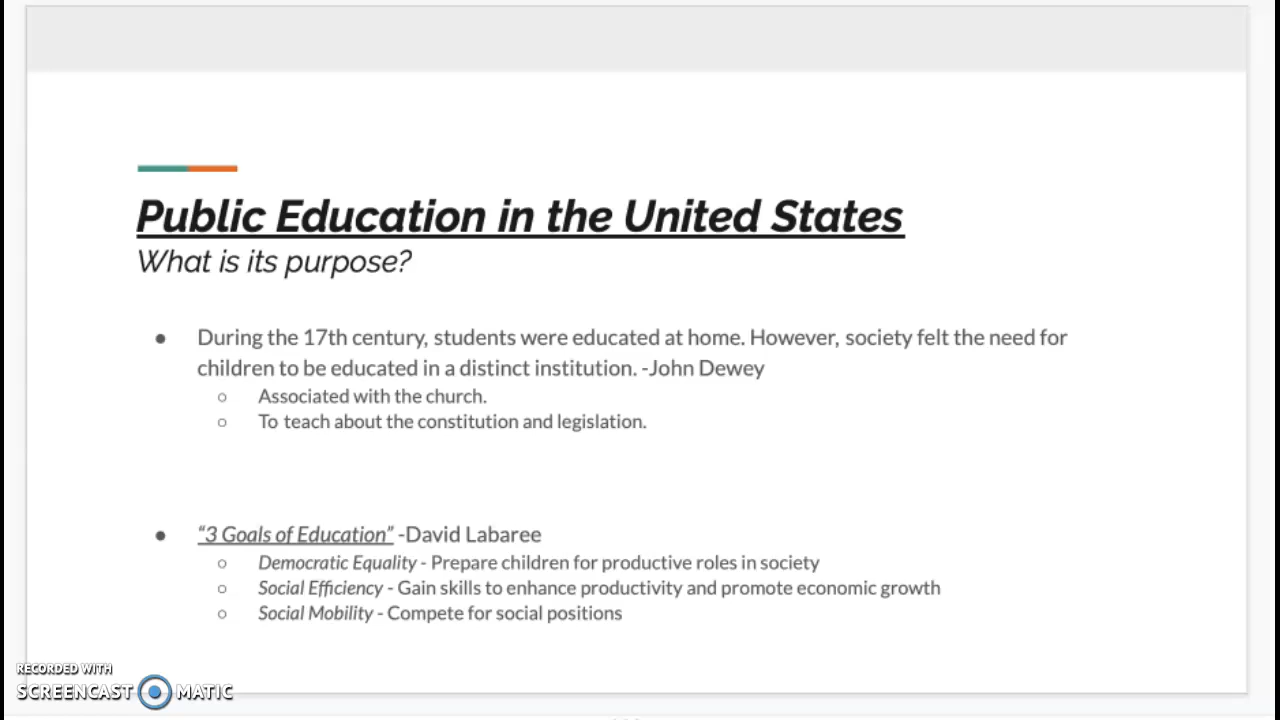 Public Education in the United States
What is its purpose?
● During the 17th century, students were educated at home. However, society felt the need for
children to be educated in a distinct institution. -John Dewey
○ Associated with the church.
○ To teach about the constitution and legislation.
● “3 Goals of Education” -David Labaree
○ Democratic Equality - Prepare children for productive roles in society
○ Social Efficiency - Gain skills to enhance productivity and promote economic growth
○ Social Mobility - Compete for social positions
RECORDED WITH
SCREENCAST MATIC